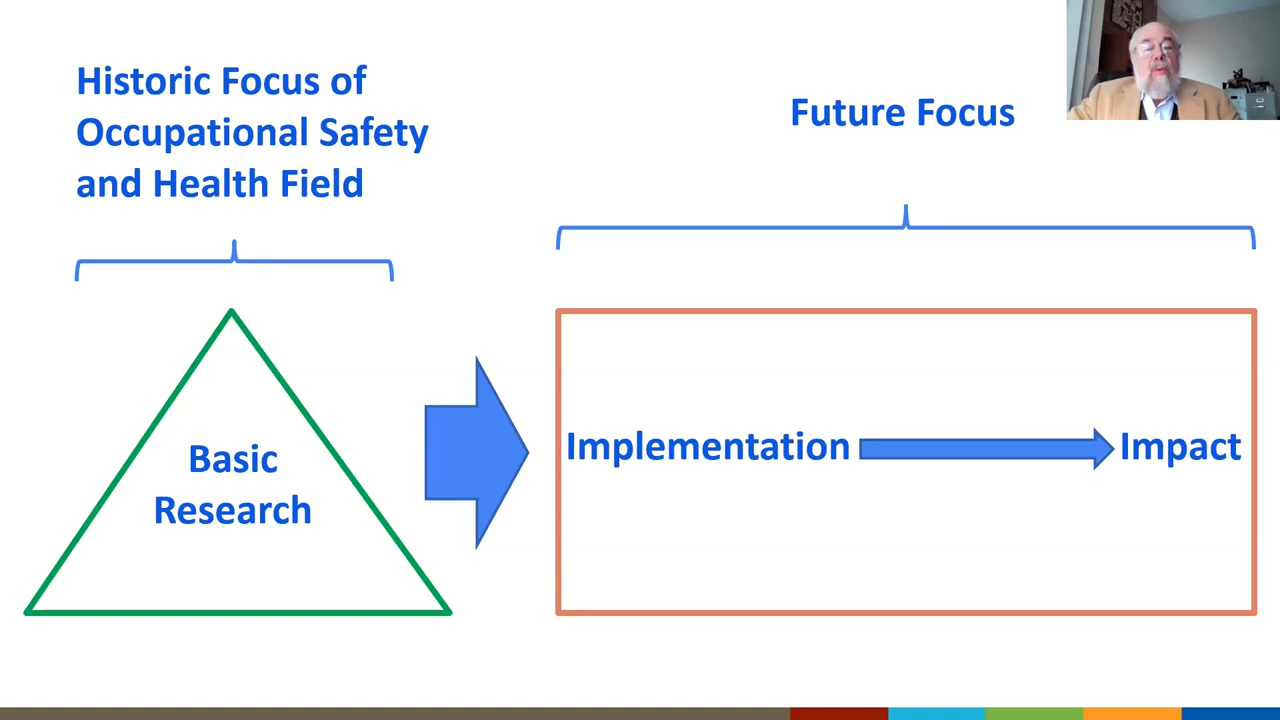 Historic Focus of
Occupational Safety
and Health Field
Future Focus
Basic
Research
Implementation
Impact